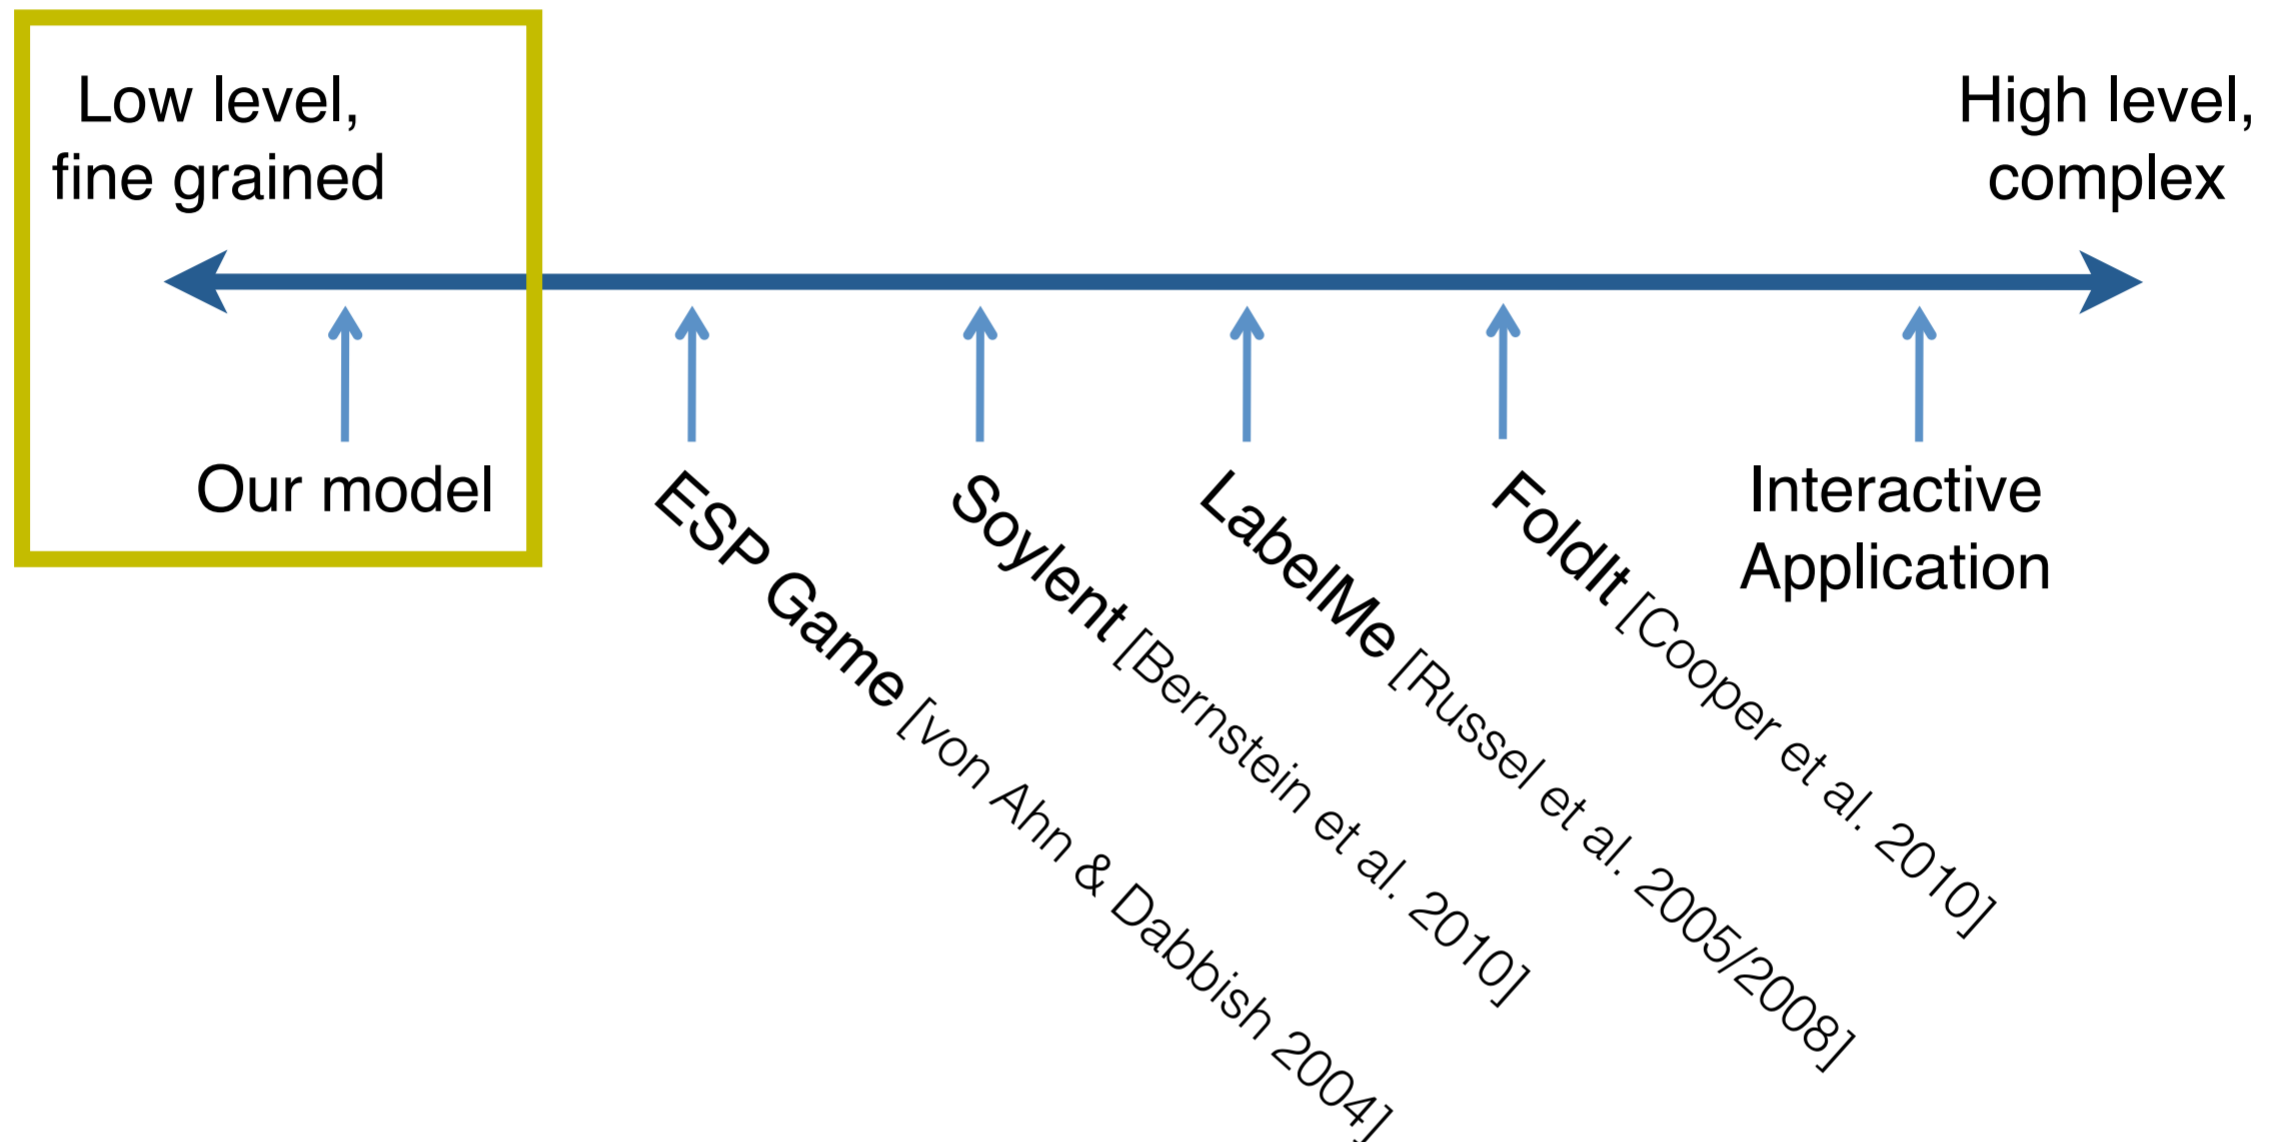 Low level,
fine grained
High level,
complex
Our model
ESP Game [von Ahn & Dabbish 2004]
Soylent [Bernstein et al. 2010]
LabelMe [Russel et al. 2005/2008]
FoldIt [Cooper et al. 2010]
Interactive
Application